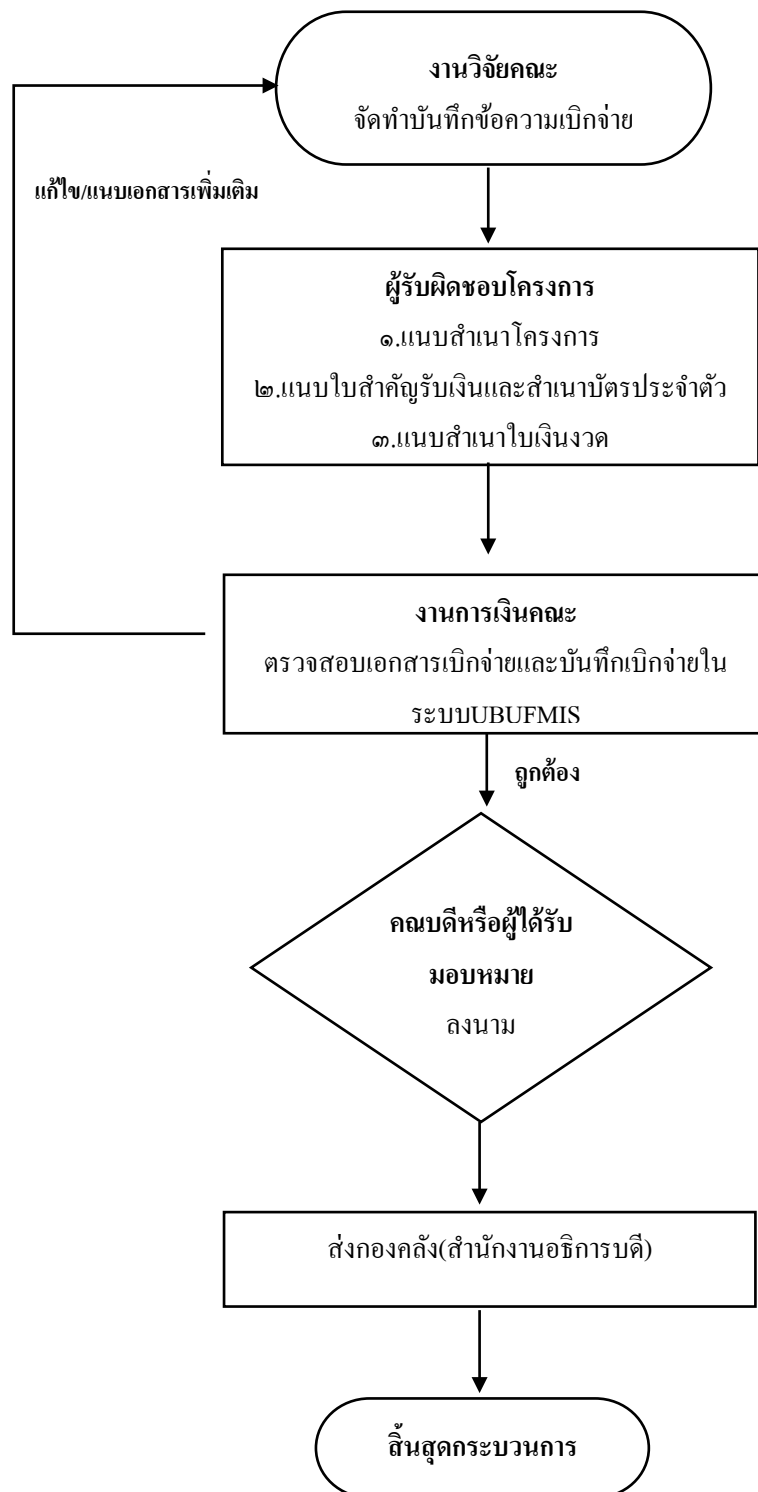 งานวิจัยคณะ
จัดทำบันทึกข้อความเบิกจ่าย
แก้ไข/แนบเอกสารเพิ่มเติม
ผู้รับผิดชอบโครงการ
๑.แนบสำเนาโครงการ
๒.แนบใบสำคัญรับเงินและสำเนาบัตรประจำตัว
๓.แนบสำเนาใบเงินงวด
งานการเงินคณะ
ตรวจสอบเอกสารเบิกจ่ายและบันทึกเบิกจ่ายใน
ระบบUBUFMIS
ถูกต้อง
คณบดีหรือผู้ได้รับ
มอบหมาย
ลงนาม
ส่งกองคลัง(สำนักงานอธิการบดี)
สิ้นสุดกระบวนการ